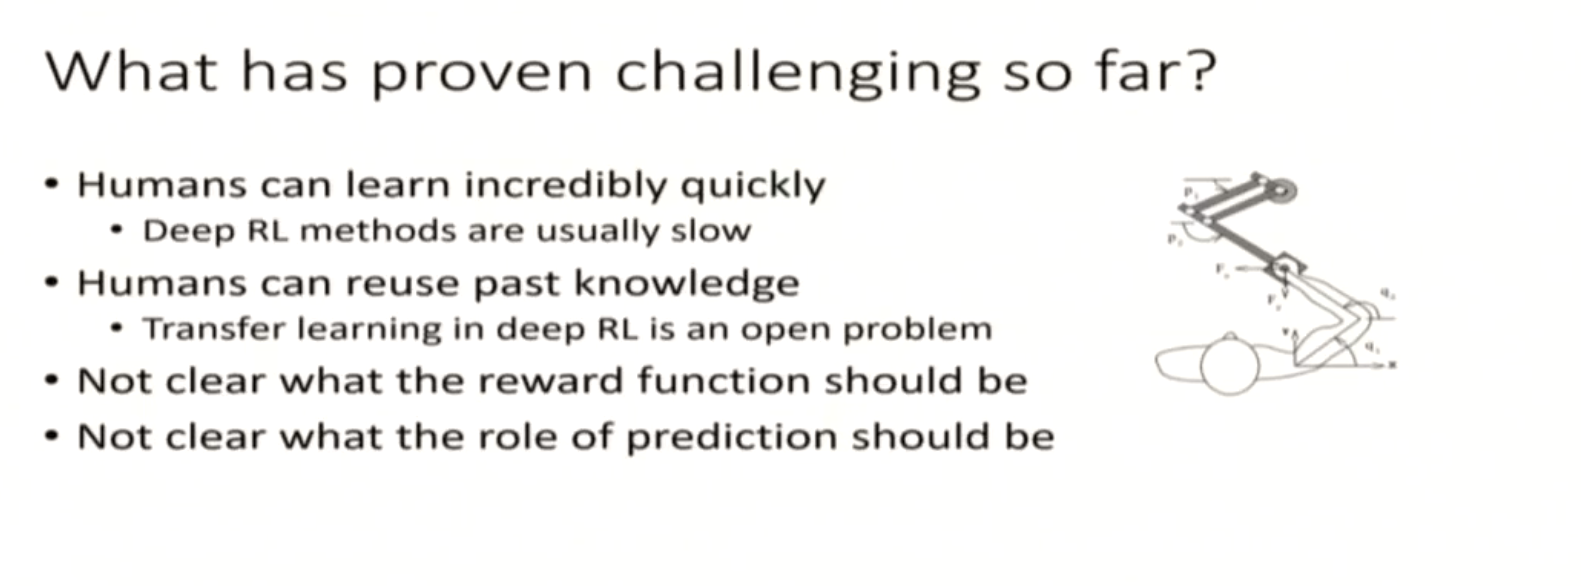 What has proven challenging so far?
• Humans can learn incredibly quickly
• Deep RL methods are usually slow
• Humans can reuse past knowledge
• Transfer learning in deep RL is an open problem
• Not clear what the reward function should be
• Not clear what the role of prediction should be